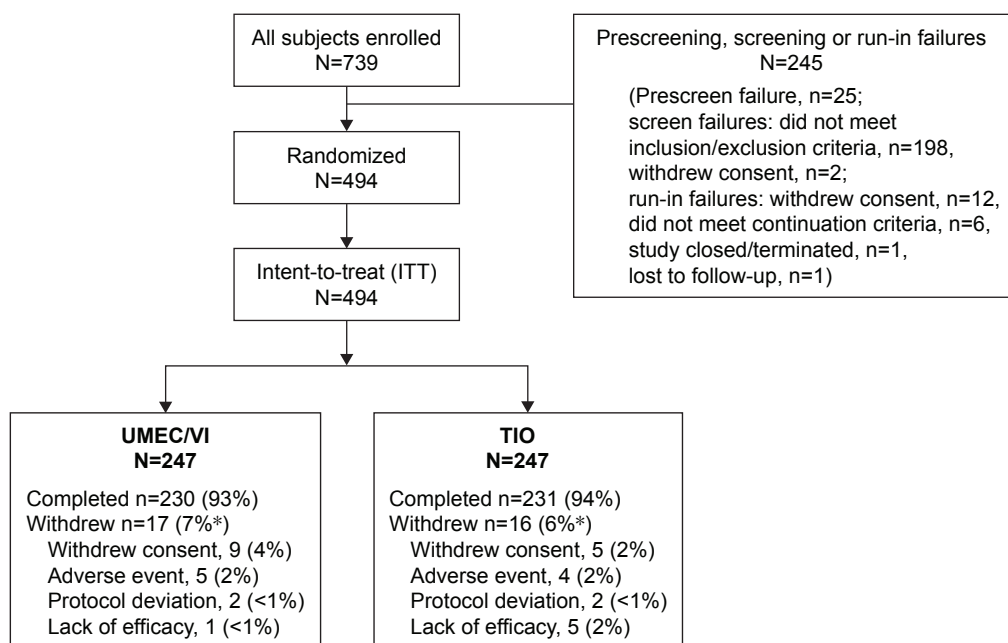 All subjects enrolled
N=739
Prescreening, screening or run-in failures
N=245
(Prescreen failure, n=25;
screen failures: did not meet
inclusion/exclusion criteria, n=198,
withdrew consent, n=2;
run-in failures: withdrew consent, n=12,
did not meet continuation criteria, n=6,
study closed/terminated, n=1,
lost to follow-up, n=1)
Randomized
N=494
Intent-to-treat (ITT)
N=494
UMEC/VI
N=247
Completed n=230 (93%)
Withdrew n=17 (7%*)
Withdrew consent, 9 (4%)
Adverse event, 5 (2%)
Protocol deviation, 2 (<1%)
Lack of efficacy, 1 (<1%)
TIO
N=247
Completed n=231 (94%)
Withdrew n=16 (6%*)
Withdrew consent, 5 (2%)
Adverse event, 4 (2%)
Protocol deviation, 2 (<1%)
Lack of efficacy, 5 (2%)